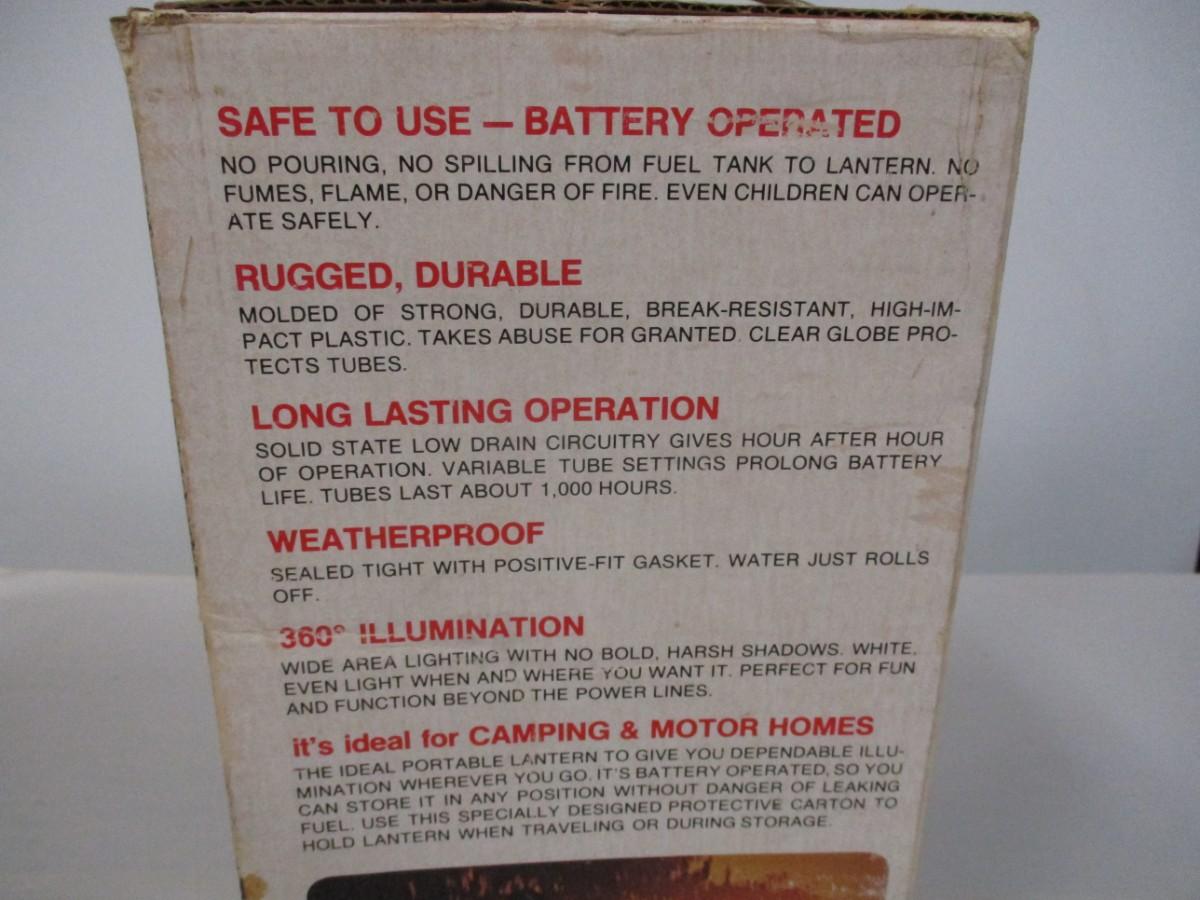 SAFE TO USE — BATTERY OPERATED
NO POURING, NO SPILLING FROM FUEL TANK TO LANTERN. NO
FUMES, FLAME, OR DANGER OF FIRE. EVEN CHILDREN CAN OPER-
ATE SAFELY.
RUGGED, DURABLE
MOLDED OF STRONG, DURABLE, BREAK-RESISTANT, HIGH-IM-
PACT PLASTIC. TAKES ABUSE FOR GRANTED. CLEAR GLOBE PRO-
TECTS TUBES.
LONG LASTING OPERATION
SOLID STATE LOW DRAIN CIRCUITRY GIVES HOUR AFTER HOUR
OF OPERATION. VARIABLE TUBE SETTINGS PROLONG BATTERY
LIFE. TUBES LAST ABOUT 1,000 HOURS.
WEATHERPROOF
SEALED TIGHT WITH POSITIVE-FIT GASKET. WATER JUST ROLLS
OFF.
360° ILLUMINATION
WIDE AREA LIGHTING WITH NO BOLD, HARSH SHADOWS. WHITE,
EVEN LIGHT WHEN AND WHERE YOU WANT IT. PERFECT FOR FUN
AND FUNCTION BEYOND THE POWER LINES.
it's ideal for CAMPING & MOTOR HOMES
THE IDEAL PORTABLE LANTERN TO GIVE YOU DEPENDABLE ILLU-
MINATION WHEREVER YOU GO. IT'S BATTERY OPERATED, SO YOU
CAN STORE IT IN ANY POSITION WITHOUT DANGER OF LEAKING
FUEL. USE THIS SPECIALLY DESIGNED PROTECTIVE CARTON TO
HOLD LANTERN WHEN TRAVELING OR DURING STORAGE.